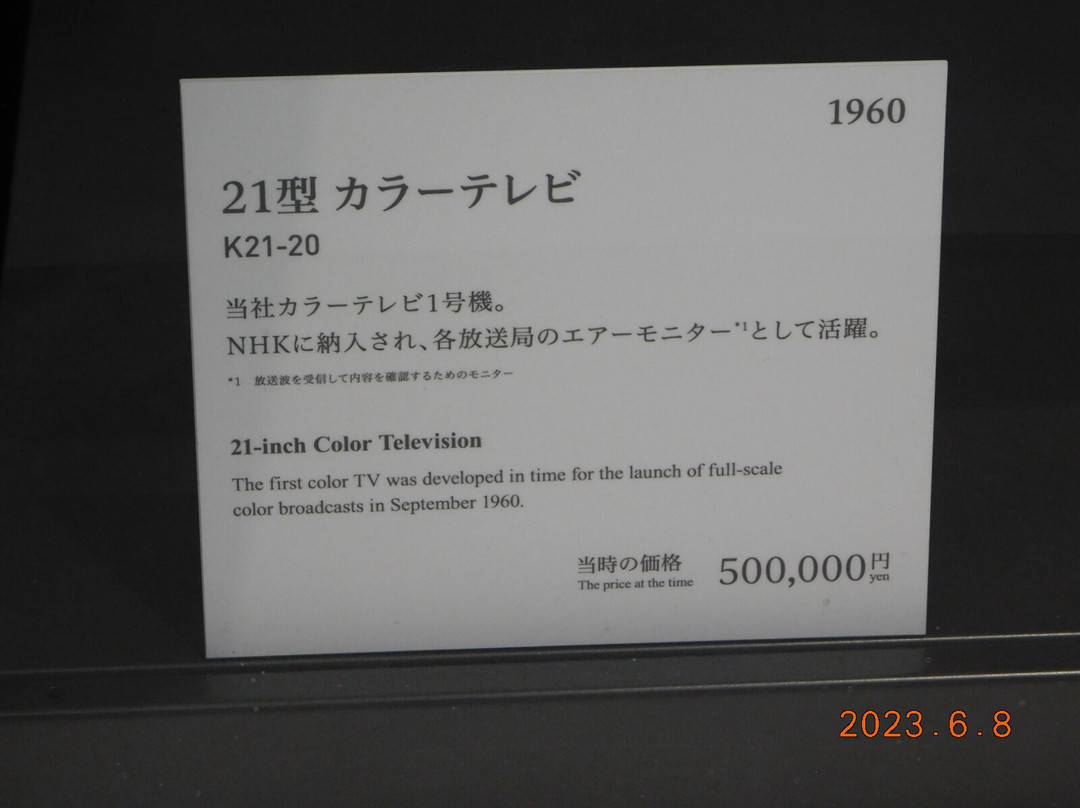 1960
21型 カラーテレビ
K21-20
当社カラーテレビ1号機。
NHKに納入され、各放送局のエアーモニター*1として活躍。
*1 放送波を受信して内容を確認するためのモニター
21-inch Color Television
The first color TV was developed in time for the launch of full-scale
color broadcasts in September 1960.
当時の価格 500,000円
The price at the time yen
2023.6.8